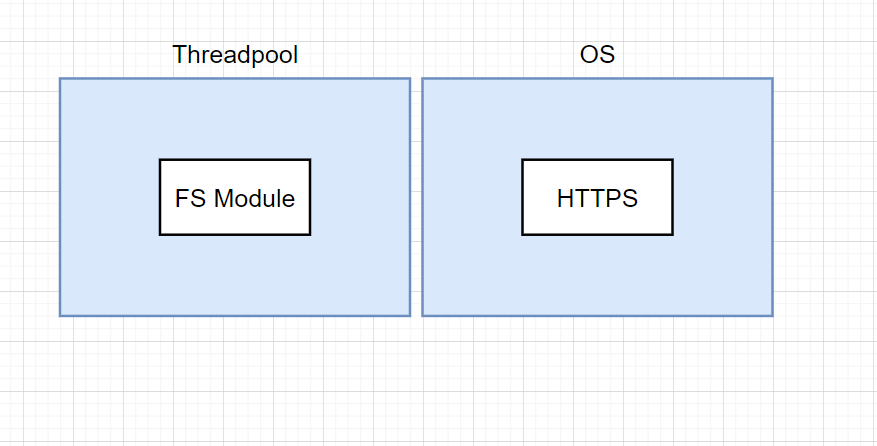 Threadpool
OS
FS Module
HTTPS